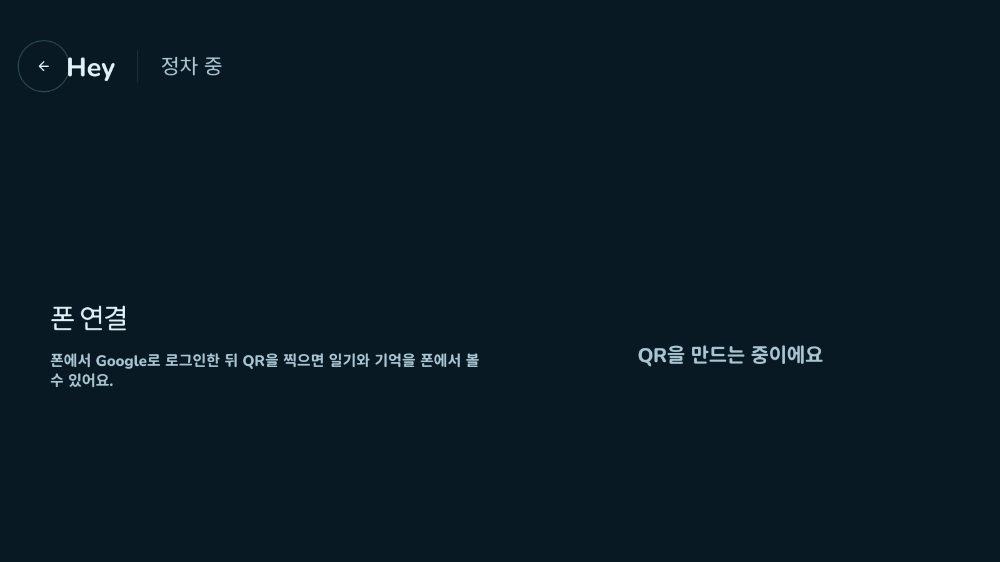 Hey
정차 중
폰 연결
폰에서 Google로 로그인한 뒤 QR을 찍으면 일기와 기억을 폰에서 볼
수 있어요.
QR을 만드는 중이에요